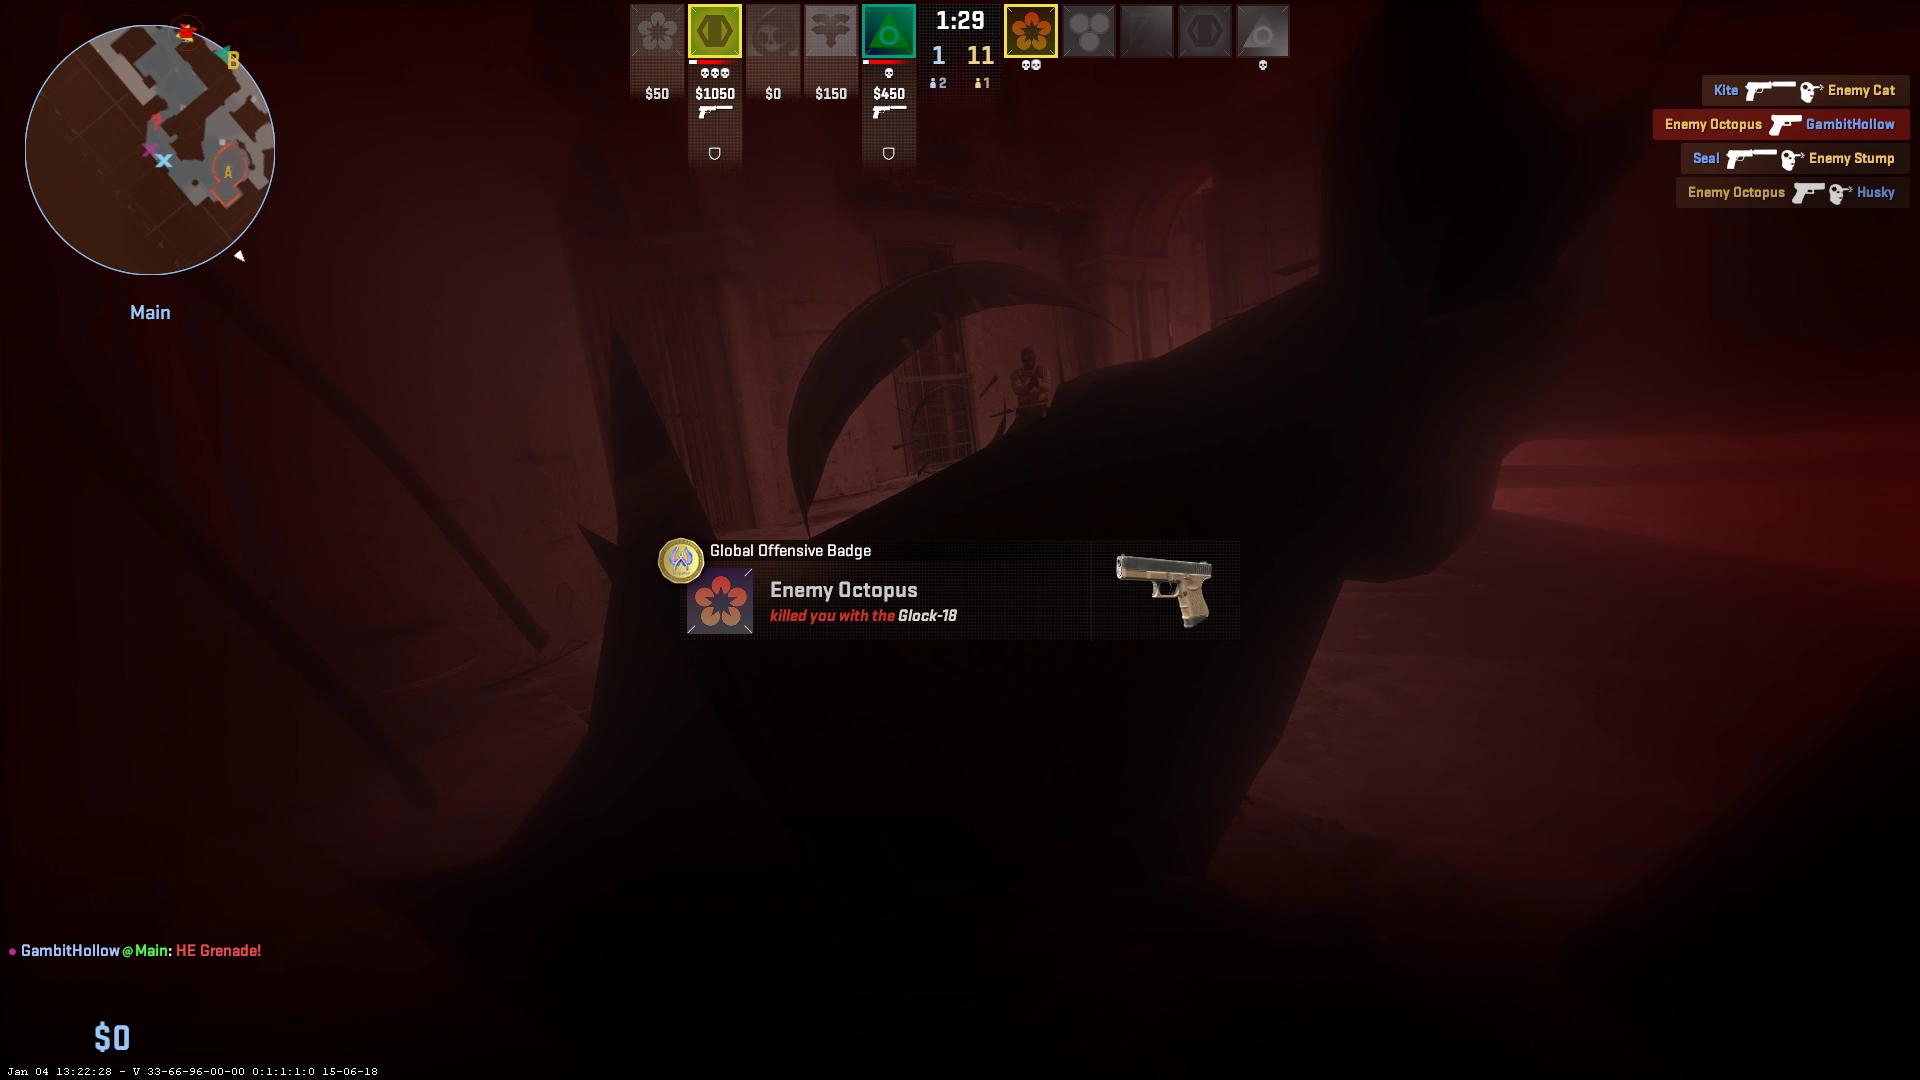 1:29
1 11
2 1
$50 $1050 $0 $150 $450
B
A
?
Main
Kite Enemy Cat
Enemy Octopus GambitHollow
Seal Enemy Stump
Enemy Octopus Husky
Global Offensive Badge
Enemy Octopus
killed you with the Glock-18
GambitHollow @ Main: HE Grenade!
$0
Jan 04 13:22:28 - V 33-66-96-00-00 0:1:1:1:0 15-06-18